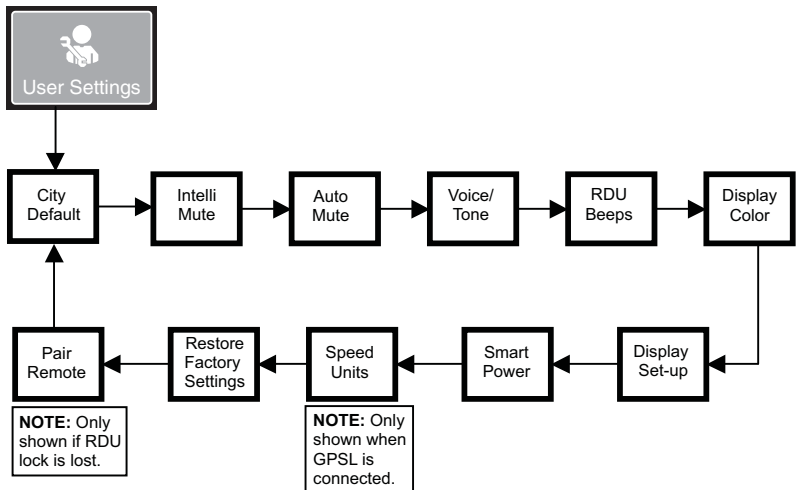 User Settings
City
Default
Intelli
Mute
Auto
Mute
Voice/
Tone
RDU
Beeps
Display
Color
Pair
Remote
Restore
Factory
Settings
Speed
Units
Smart
Power
Display
Set-up
NOTE: Only
shown if RDU
lock is lost.
NOTE: Only
shown when
GPSL is
connected.